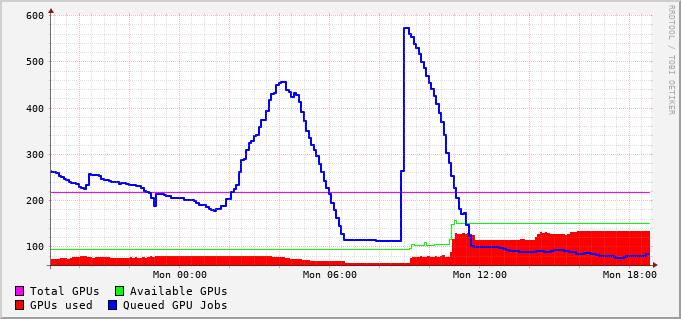 600
500
400
300
200
100
Mon 00:00 Mon 06:00 Mon 12:00 Mon 18:00
Total GPUs Available GPUs
GPUs used Queued GPU Jobs
RRDTOOL / TOBI OETIKER